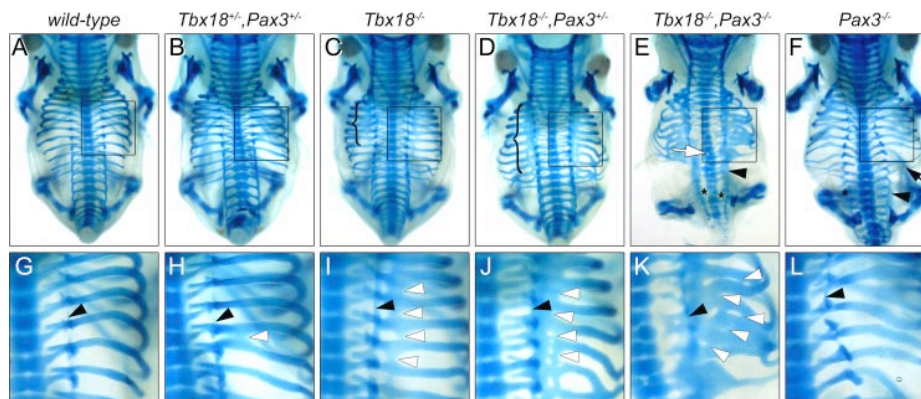 wild-type Tbx18+/-,Pax3+/- Tbx18-/- Tbx18-/-,Pax3+/- Tbx18-/-,Pax3-/- Pax3-/-
A B C D E F
* * *
G H I J K L